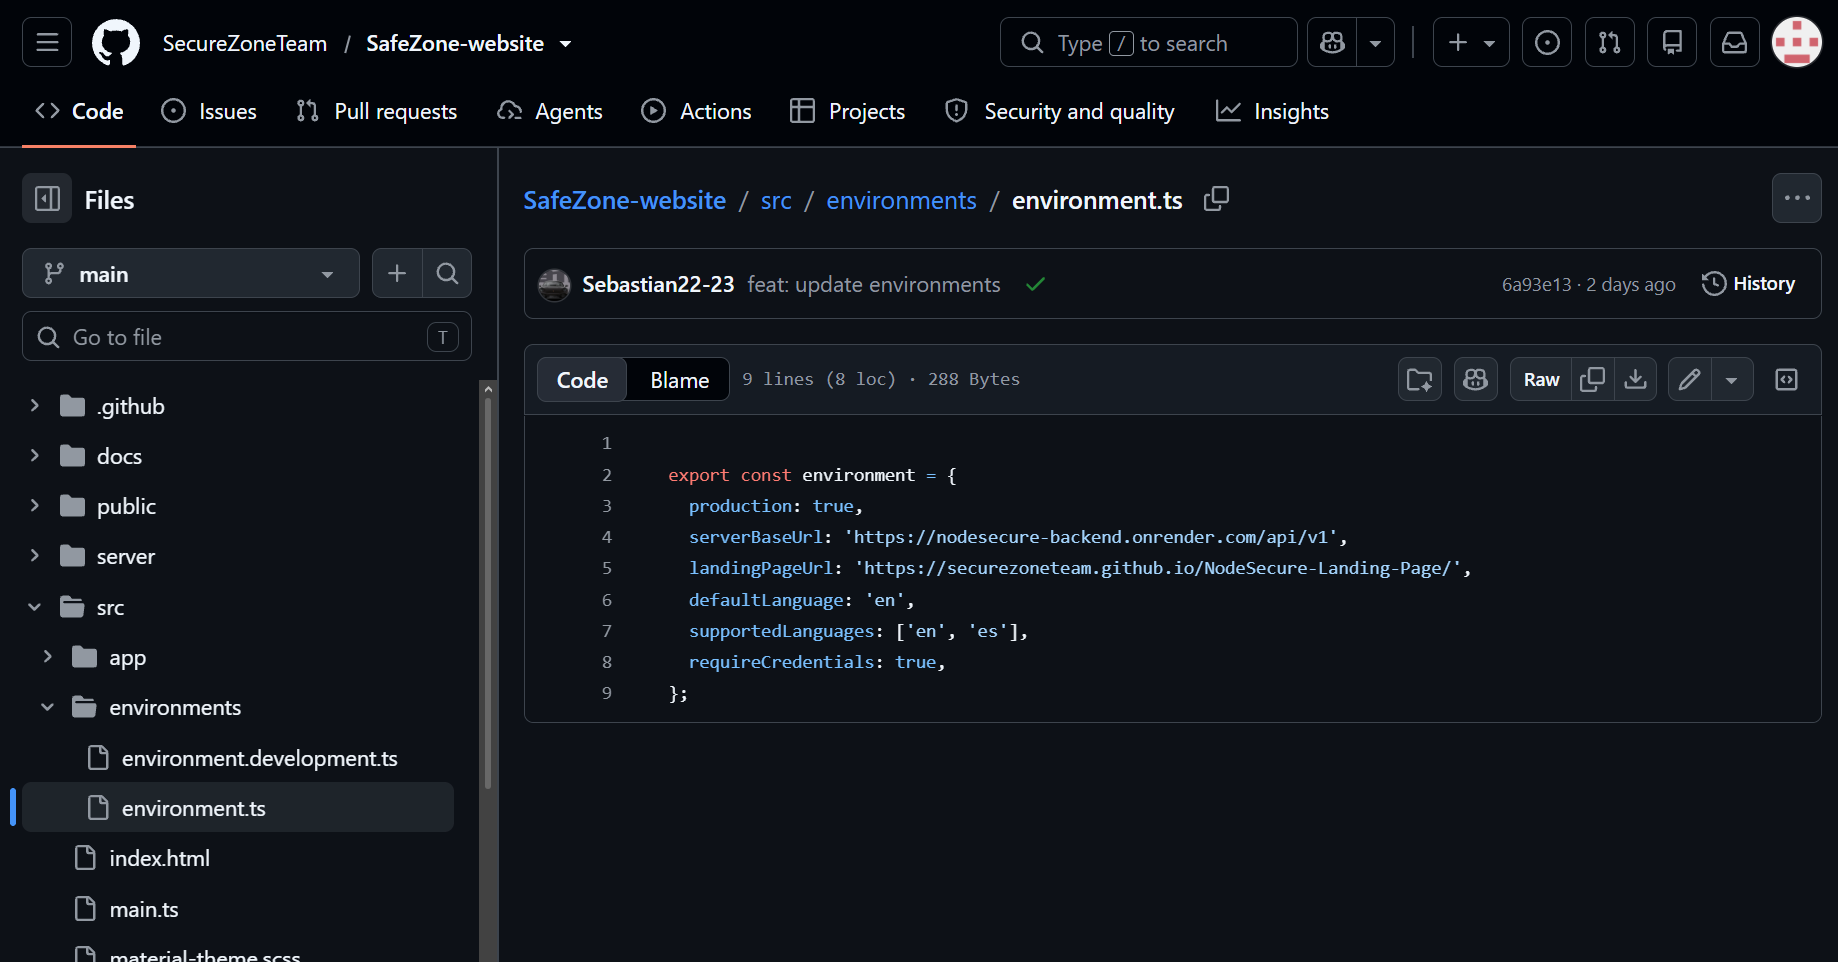 SecureZoneTeam / SafeZone-website
Type / to search
Code
Issues
Pull requests
Agents
Actions
Projects
Security and quality
Insights
Files
main
Go to file
T
.github
docs
public
server
src
app
environments
environment.development.ts
environment.ts
index.html
main.ts
material-theme.scss
SafeZone-website / src / environments / environment.ts
Sebastian22-23 feat: update environments
6a93e13 · 2 days ago
History
Code
Blame
9 lines (8 loc) · 288 Bytes
Raw
1
2 export const environment = {
3 production: true,
4 serverBaseUrl: 'https://nodesecure-backend.onrender.com/api/v1',
5 landingPageUrl: 'https://securezoneteam.github.io/NodeSecure-Landing-Page/',
6 defaultLanguage: 'en',
7 supportedLanguages: ['en', 'es'],
8 requireCredentials: true,
9 };